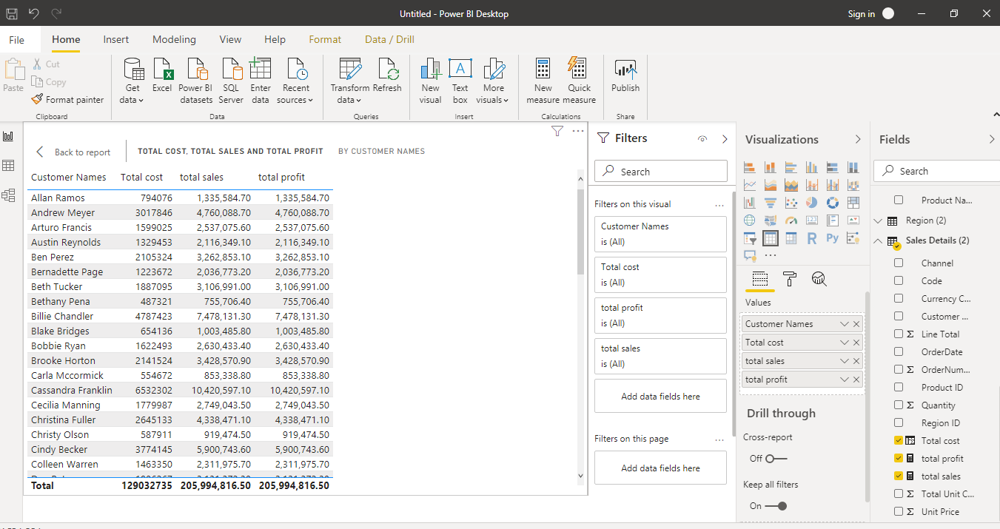 Untitled - Power BI Desktop
Sign in
File Home Insert Modeling View Help Format Data / Drill
Paste
Cut
Copy
Format painter
Clipboard
Get data
Excel
Power BI datasets
SQL Server
Enter data
Recent sources
Data
Transform data
Refresh
Queries
New visual
Text box
More visuals
Insert
New measure
Quick measure
Calculations
Publish
Share
Back to report
TOTAL COST, TOTAL SALES AND TOTAL PROFIT BY CUSTOMER NAMES
Customer Names Total cost total sales total profit
Allan Ramos 794076 1,335,584.70 1,335,584.70
Andrew Meyer 3017846 4,760,088.70 4,760,088.70
Arturo Francis 1599025 2,537,075.60 2,537,075.60
Austin Reynolds 1329453 2,116,349.10 2,116,349.10
Ben Perez 2105324 3,262,853.10 3,262,853.10
Bernadette Page 1223672 2,036,773.20 2,036,773.20
Beth Tucker 1887095 3,106,991.00 3,106,991.00
Bethany Pena 487321 755,706.40 755,706.40
Billie Chandler 4787423 7,478,131.30 7,478,131.30
Blake Bridges 654136 1,003,485.80 1,003,485.80
Bobbie Ryan 1622493 2,630,433.40 2,630,433.40
Brooke Horton 2141524 3,428,570.90 3,428,570.90
Carla Mccormick 554672 853,338.80 853,338.80
Cassandra Franklin 6532302 10,420,597.10 10,420,597.10
Cecilia Manning 1779987 2,749,043.50 2,749,043.50
Christina Fuller 2645133 4,338,471.10 4,338,471.10
Christy Olson 587911 919,474.50 919,474.50
Cindy Becker 3774145 5,900,743.60 5,900,743.60
Colleen Warren 1463350 2,311,975.70 2,311,975.70
Total 129032735 205,994,816.50 205,994,816.50
Filters
Search
Filters on this visual ...
Customer Names
is (All)
Total cost
is (All)
total profit
is (All)
total sales
is (All)
Add data fields here
Filters on this page ...
Add data fields here
Visualizations
R Py
123
...
Values
Customer Names
Total cost
total sales
total profit
Drill through
Cross-report
Off
Keep all filters
On
Fields
Search
Product Na...
Region (2)
Sales Details (2)
Channel
Code
Currency C...
Customer ...
Σ Line Total
OrderDate
Σ OrderNum...
Product ID
Σ Quantity
Region ID
Total cost
total profit
total sales
Σ Total Unit C...
Σ Unit Price